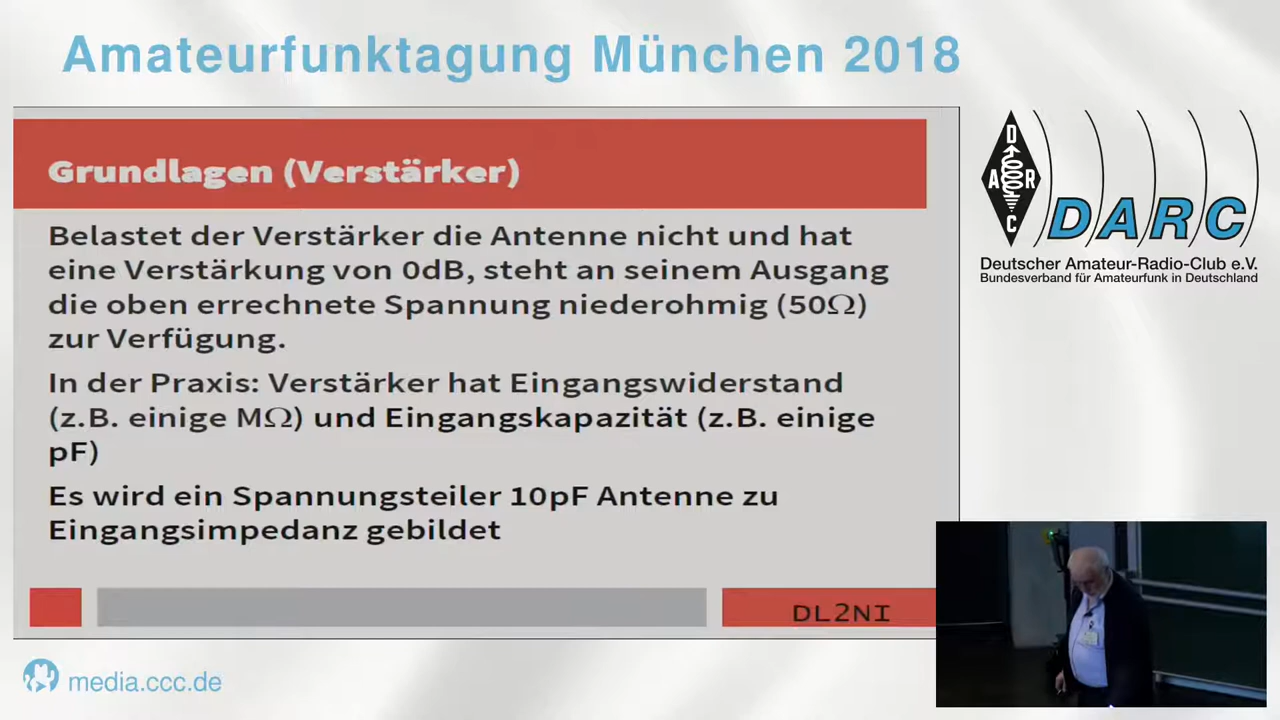 Amateurfunktagung München 2018
Grundlagen (Verstärker)
Belastet der Verstärker die Antenne nicht und hat
eine Verstärkung von 0dB, steht an seinem Ausgang
die oben errechnete Spannung niederohmig (50Ω)
zur Verfügung.
In der Praxis: Verstärker hat Eingangswiderstand
(z.B. einige MΩ) und Eingangskapazität (z.B. einige
pF)
Es wird ein Spannungsteiler 10pF Antenne zu
Eingangsimpedanz gebildet
DL2NI
D
A R
C
DARC
Deutscher Amateur-Radio-Club e.V.
Bundesverband für Amateurfunk in Deutschland
media.ccc.de